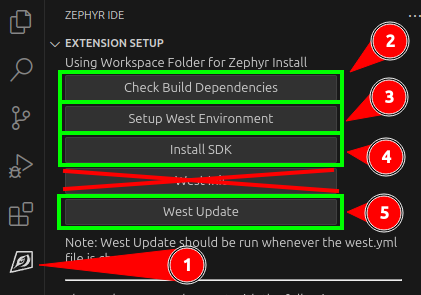 ZEPHYR IDE
EXTENSION SETUP
Using Workspace Folder for Zephyr Install
2
Check Build Dependencies
3
Setup West Environment
Install SDK
4
West Init
West Update
5
Note: West Update should be run whenever the west.yml
file is
1